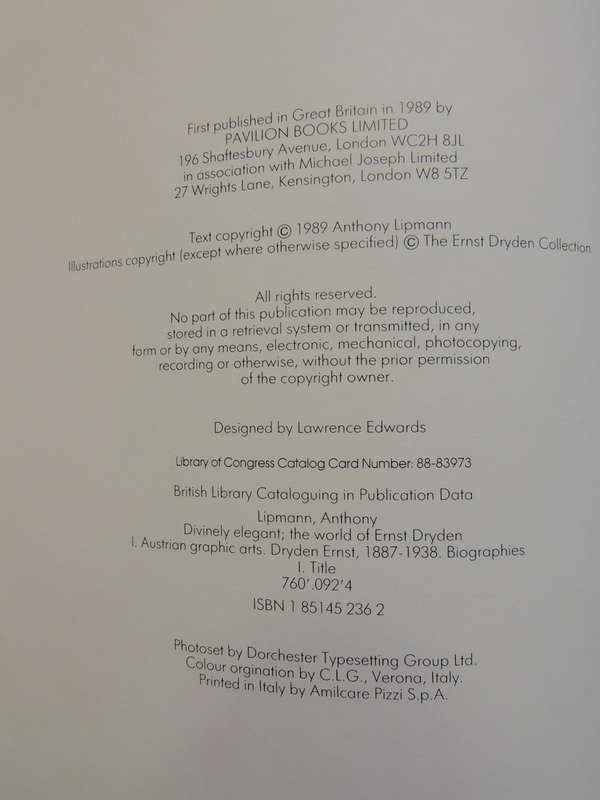 First published in Great Britain in 1989 by
PAVILION BOOKS LIMITED
196 Shaftesbury Avenue, London WC2H 8JL
in association with Michael Joseph Limited
27 Wrights Lane, Kensington, London W8 5TZ
Text copyright © 1989 Anthony Lipmann
Illustrations copyright (except where otherwise specified) © The Ernst Dryden Collection
All rights reserved.
No part of this publication may be reproduced,
stored in a retrieval system or transmitted, in any
form or by any means, electronic, mechanical, photocopying,
recording or otherwise, without the prior permission
of the copyright owner.
Designed by Lawrence Edwards
Library of Congress Catalog Card Number: 88-83973
British Library Cataloguing in Publication Data
Lipmann, Anthony
Divinely elegant; the world of Ernst Dryden
I. Austrian graphic arts. Dryden Ernst, 1887-1938. Biographies
I. Title
760'.092'4
ISBN 1 85145 236 2
Photoset by Dorchester Typesetting Group Ltd.
Colour orgination by C.L.G., Verona, Italy.
Printed in Italy by Amilcare Pizzi S.p.A.